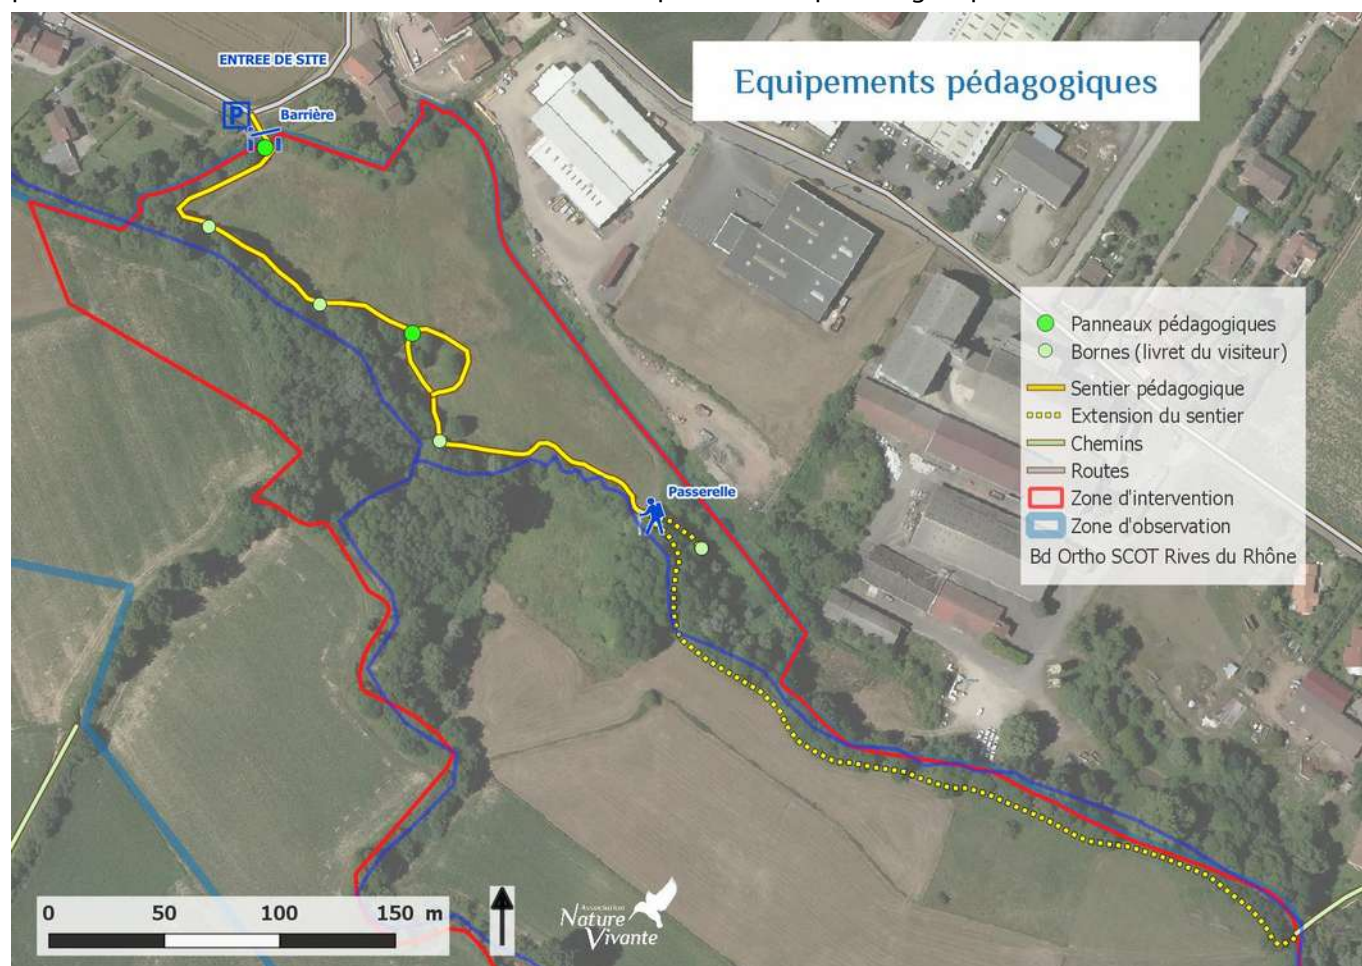 Equipements pédagogiques
ENTREE DE SITE
P
Barrière
Passerelle
Panneaux pédagogiques
Bornes (livret du visiteur)
Sentier pédagogique
Extension du sentier
Chemins
Routes
Zone d'intervention
Zone d'observation
Bd Ortho SCOT Rives du Rhône
0 50 100 150 m
Association
Nature
Vivante